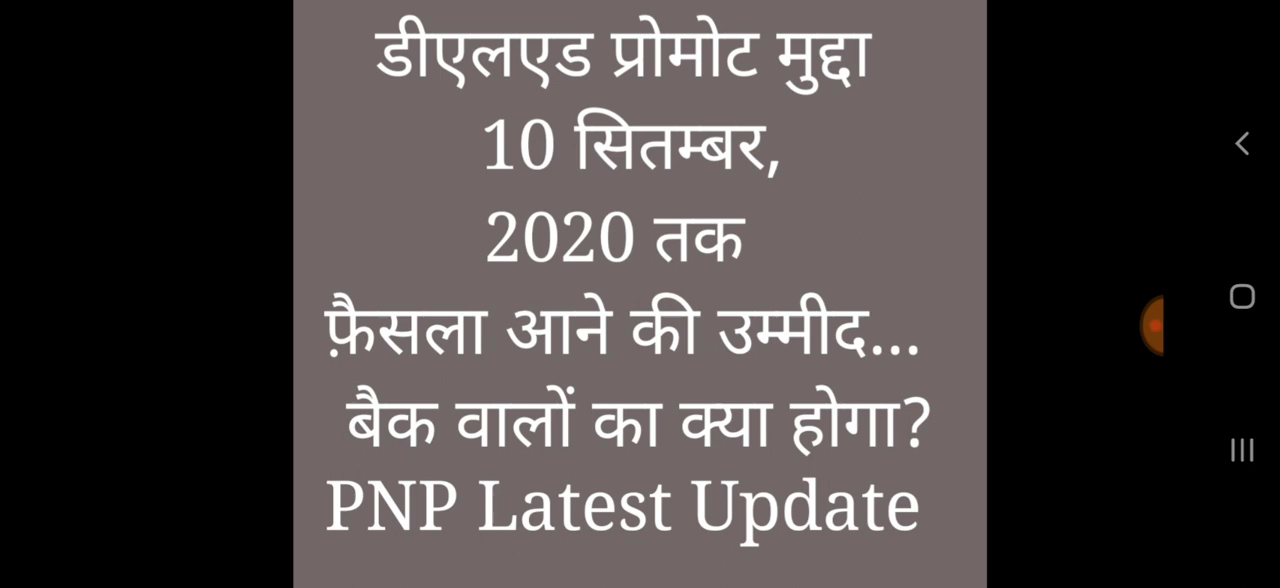 डीएलएड प्रोमोट मुद्दा
10 सितम्बर,
2020 तक
फ़ैसला आने की उम्मीद...
बैक वालों का क्या होगा?
PNP Latest Update